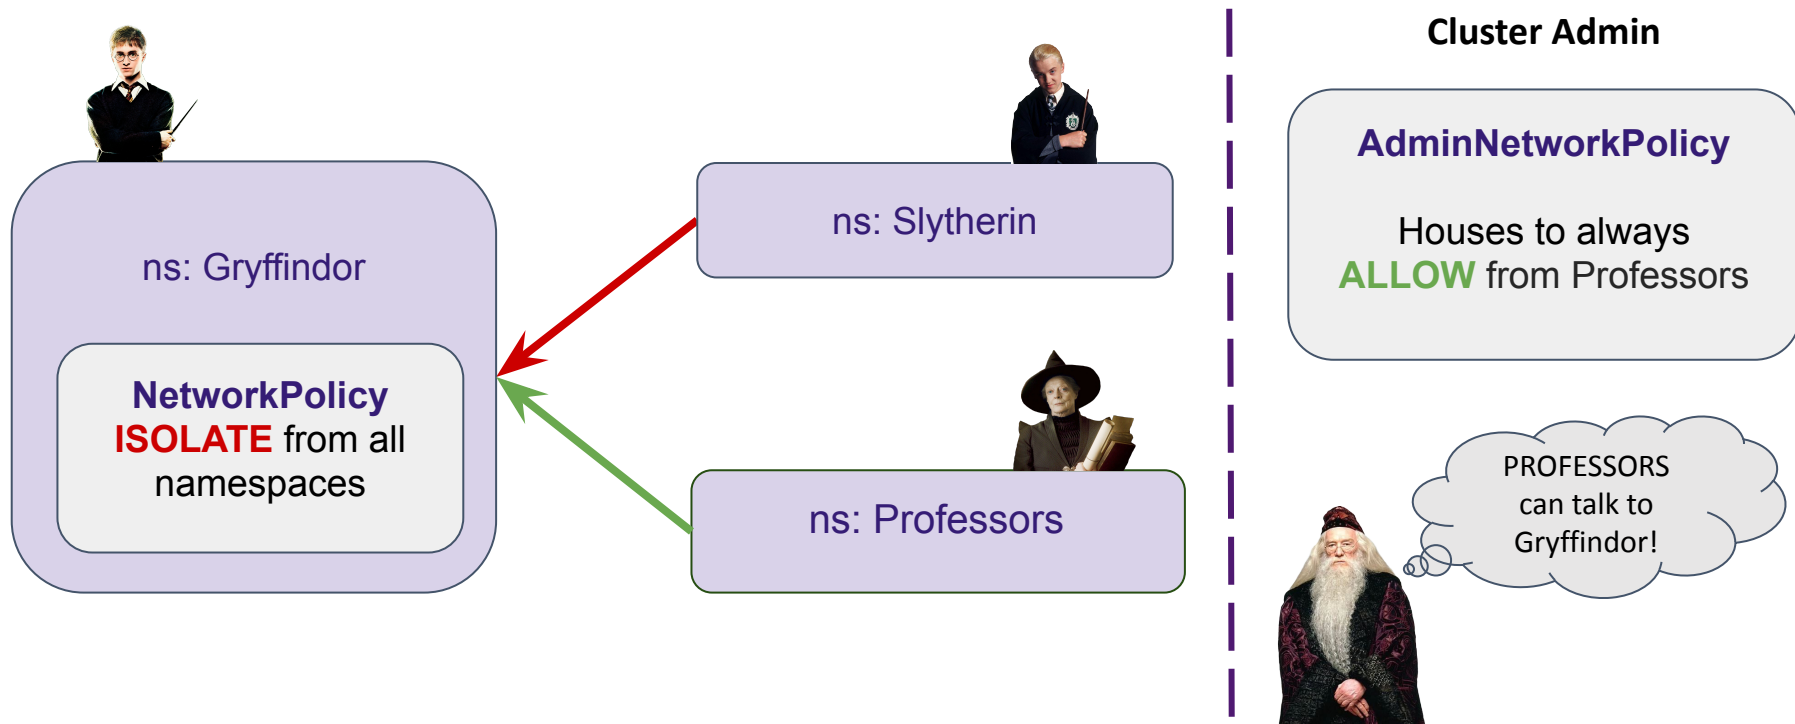 ns: Gryffindor
NetworkPolicy
ISOLATE from all
namespaces
ns: Slytherin
ns: Professors
Cluster Admin
AdminNetworkPolicy
Houses to always
ALLOW from Professors
PROFESSORS
can talk to
Gryffindor!